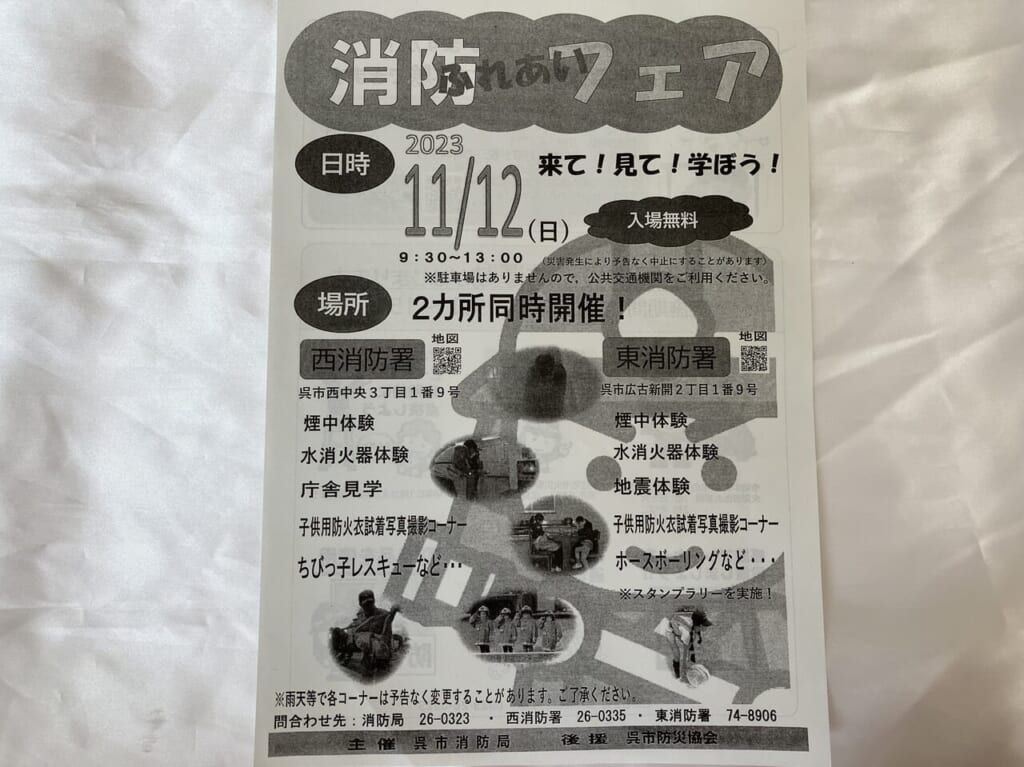 消防ふれあいフェア
日時
2023
11/12(日)
来て!見て!学ぼう!
入場無料
9:30~13:00 (災害発生により予告なく中止にすることがあります)
※駐車場はありませんので,公共交通機関をご利用ください。
場所
2カ所同時開催!
西消防署
地図
呉市西中央3丁目1番9号
煙中体験
水消火器体験
庁舎見学
子供用防火衣試着写真撮影コーナー
ちびっ子レスキューなど・・・
東消防署
地図
呉市広古新開2丁目1番9号
煙中体験
水消火器体験
地震体験
子供用防火衣試着写真撮影コーナー
ホースボーリングなど・・・
※スタンプラリーを実施!
※雨天等で各コーナーは予告なく変更することがあります。ご了承ください。
問合わせ先:消防局 26-0323 ・ 西消防署 26-0335 ・ 東消防署 74-8906
主催 呉市消防局 後援 呉市防災協会